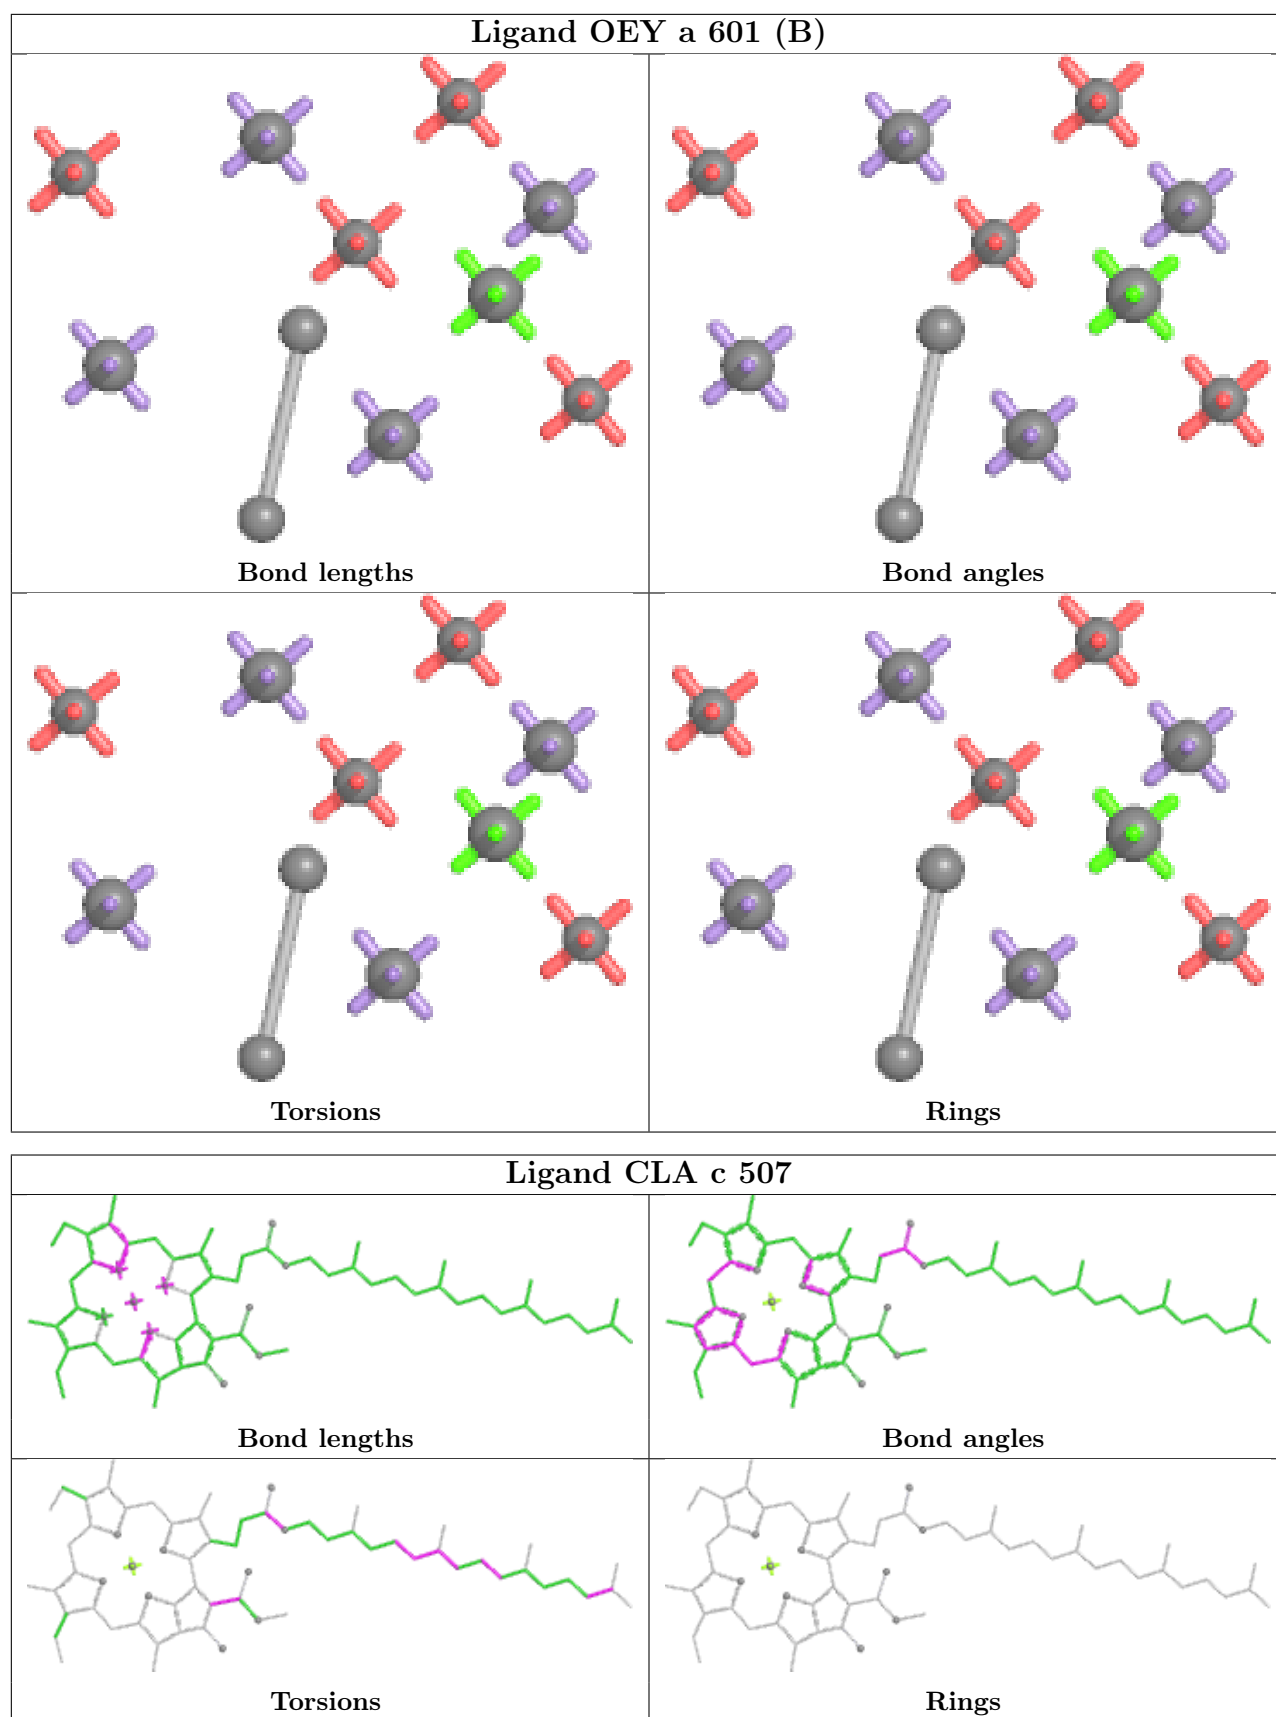 Ligand OEY a 601 (B)
Bond lengths
Bond angles
Torsions
Rings
Ligand CLA c 507
Bond lengths
Bond angles
Torsions
Rings